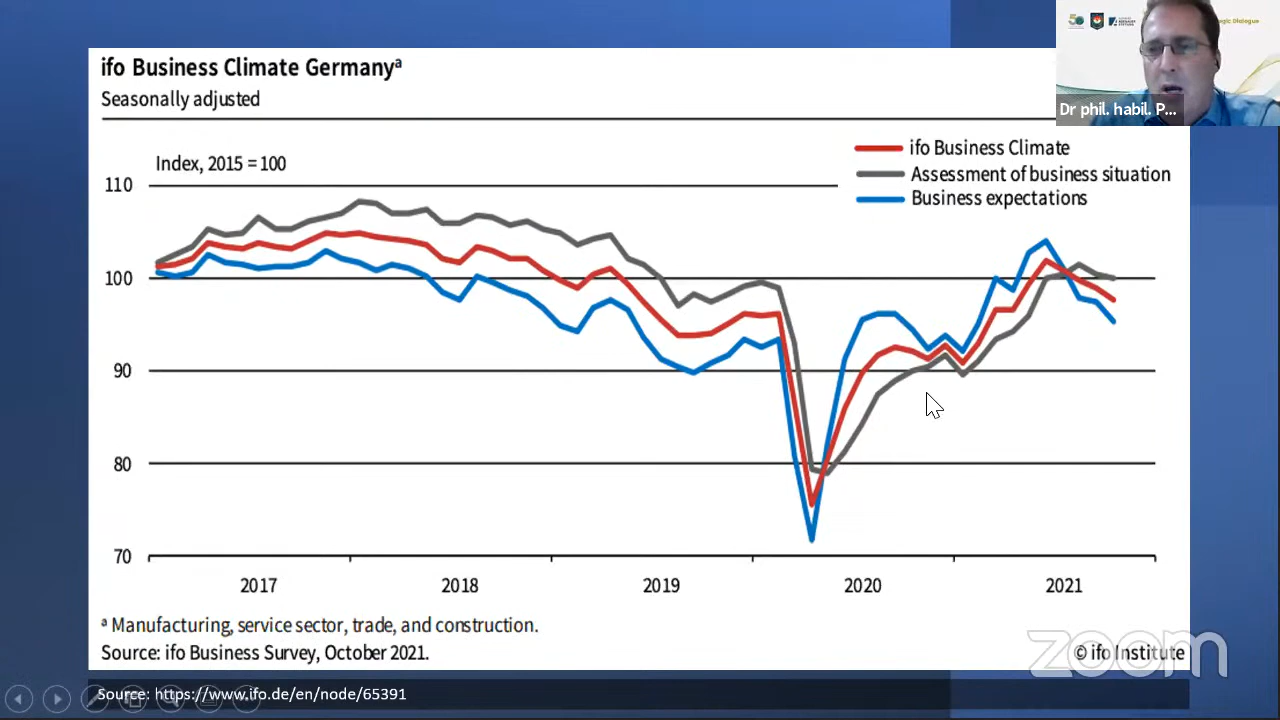 ifo Business Climate Germanyᵃ
Seasonally adjusted
Index, 2015 = 100
ifo Business Climate
Assessment of business situation
Business expectations
110
100
90
80
70
2017 2018 2019 2020 2021
ᵃ Manufacturing, service sector, trade, and construction.
Source: ifo Business Survey, October 2021.
© ifo Institute
zoom
Source: https://www.ifo.de/en/node/65391
Dialogue
Dr phil. habil. P...